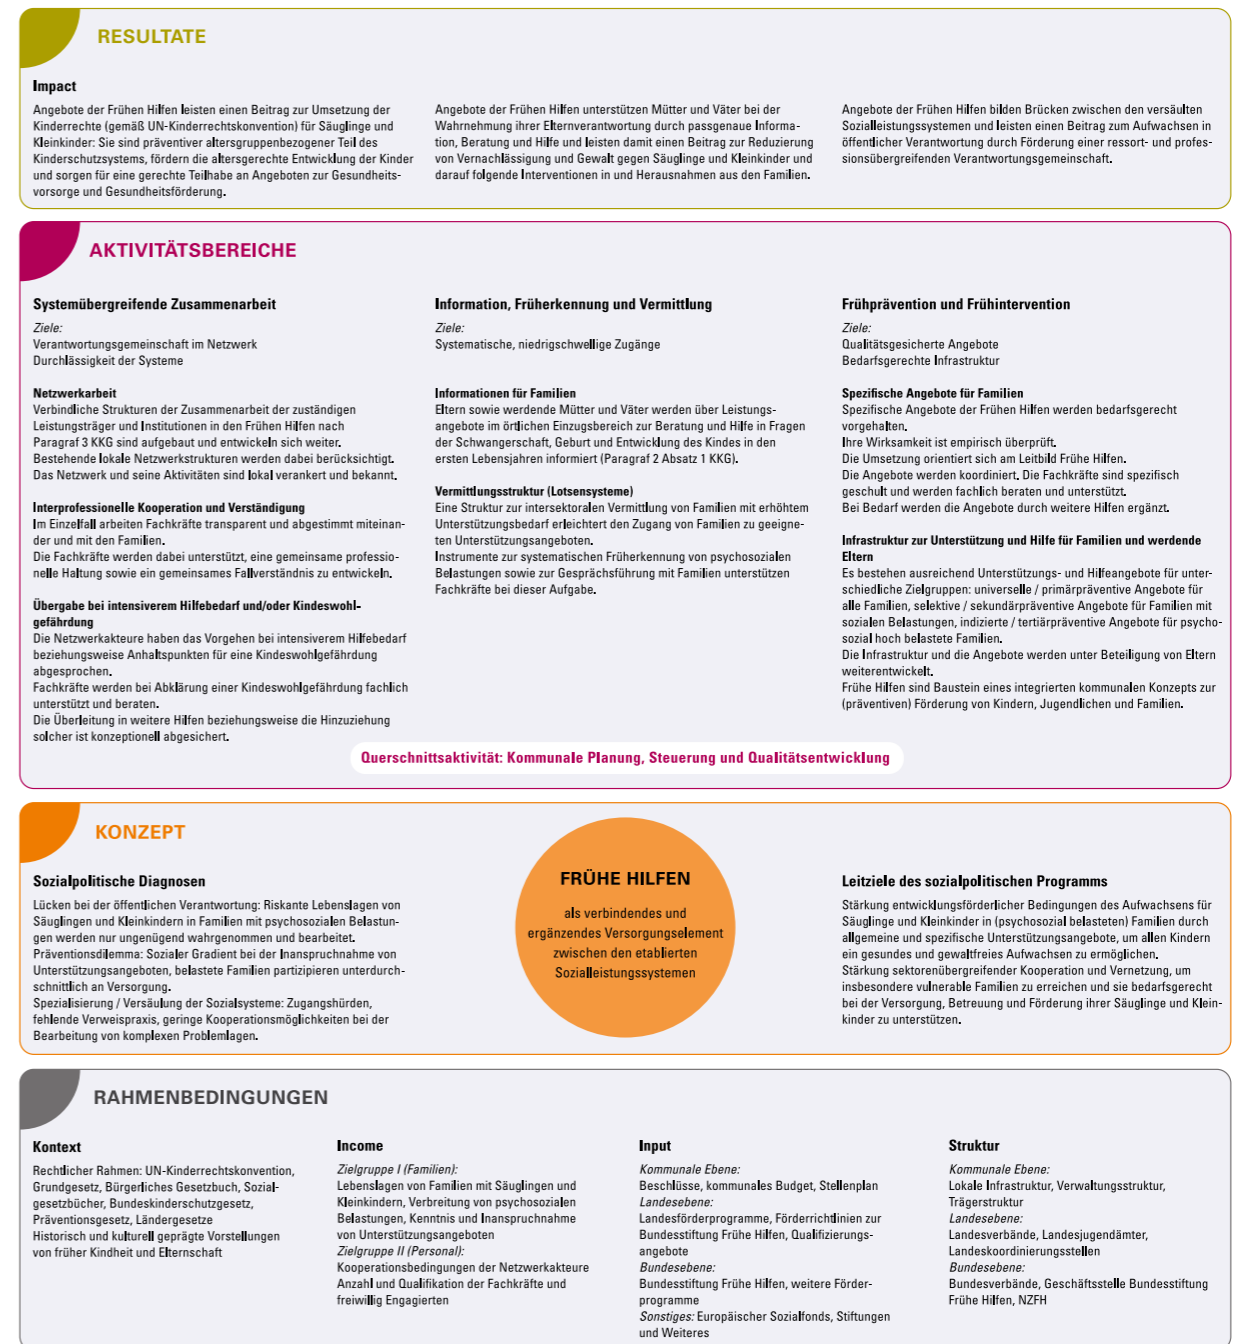 RESULTATE
Impact
Angebote der Frühen Hilfen leisten einen Beitrag zur Umsetzung der
Kinderrechte (gemäß UN-Kinderrechtskonvention) für Säuglinge und
Kleinkinder: Sie sind präventiver altersgruppenbezogener Teil des
Kinderschutzsystems, fördern die altersgerechte Entwicklung der Kinder
und sorgen für eine gerechte Teilhabe an Angeboten zur Gesundheits-
vorsorge und Gesundheitsförderung.
Angebote der Frühen Hilfen unterstützen Mütter und Väter bei der
Wahrnehmung ihrer Elternverantwortung durch passgenaue Informa-
tion, Beratung und Hilfe und leisten damit einen Beitrag zur Reduzierung
von Vernachlässigung und Gewalt gegen Säuglinge und Kleinkinder und
darauf folgende Interventionen in und Herausnahmen aus den Familien.
Angebote der Frühen Hilfen bilden Brücken zwischen den versäulten
Sozialleistungssystemen und leisten einen Beitrag zum Aufwachsen in
öffentlicher Verantwortung durch Förderung einer ressort- und profes-
sionsübergreifenden Verantwortungsgemeinschaft.
AKTIVITÄTSBEREICHE
Systemübergreifende Zusammenarbeit
Ziele:
Verantwortungsgemeinschaft im Netzwerk
Durchlässigkeit der Systeme
Netzwerkarbeit
Verbindliche Strukturen der Zusammenarbeit der zuständigen
Leistungsträger und Institutionen in den Frühen Hilfen nach
Paragraf 3 KKG sind aufgebaut und entwickeln sich weiter.
Bestehende lokale Netzwerkstrukturen werden dabei berücksichtigt.
Das Netzwerk und seine Aktivitäten sind lokal verankert und bekannt.
Interprofessionelle Kooperation und Verständigung
Im Einzelfall arbeiten Fachkräfte transparent und abgestimmt miteinan-
der und mit den Familien.
Die Fachkräfte werden dabei unterstützt, eine gemeinsame professio-
nelle Haltung sowie ein gemeinsames Fallverständnis zu entwickeln.
Übergabe bei intensiverem Hilfebedarf und/oder Kindeswohl-
gefährdung
Die Netzwerkakteure haben das Vorgehen bei intensiverem Hilfebedarf
beziehungsweise Anhaltspunkten für eine Kindeswohlgefährdung
abgesprochen.
Fachkräfte werden bei Abklärung einer Kindeswohlgefährdung fachlich
unterstützt und beraten.
Die Überleitung in weitere Hilfen beziehungsweise die Hinzuziehung
solcher ist konzeptionell abgesichert.
Information, Früherkennung und Vermittlung
Ziele:
Systematische, niedrigschwellige Zugänge
Informationen für Familien
Eltern sowie werdende Mütter und Väter werden über Leistungs-
angebote im örtlichen Einzugsbereich zur Beratung und Hilfe in Fragen
der Schwangerschaft, Geburt und Entwicklung des Kindes in den
ersten Lebensjahren informiert (Paragraf 2 Absatz 1 KKG).
Vermittlungsstruktur (Lotsensysteme)
Eine Struktur zur intersektoralen Vermittlung von Familien mit erhöhtem
Unterstützungsbedarf erleichtert den Zugang von Familien zu geeigne-
ten Unterstützungsangeboten.
Instrumente zur systematischen Früherkennung von psychosozialen
Belastungen sowie zur Gesprächsführung mit Familien unterstützen
Fachkräfte bei dieser Aufgabe.
Frühprävention und Frühintervention
Ziele:
Qualitätsgesicherte Angebote
Bedarfsgerechte Infrastruktur
Spezifische Angebote für Familien
Spezifische Angebote der Frühen Hilfen werden bedarfsgerecht
vorgehalten.
Ihre Wirksamkeit ist empirisch überprüft.
Die Umsetzung orientiert sich am Leitbild Frühe Hilfen.
Die Angebote werden koordiniert. Die Fachkräfte sind spezifisch
geschult und werden fachlich beraten und unterstützt.
Bei Bedarf werden die Angebote durch weitere Hilfen ergänzt.
Infrastruktur zur Unterstützung und Hilfe für Familien und werdende
Eltern
Es bestehen ausreichend Unterstützungs- und Hilfeangebote für unter-
schiedliche Zielgruppen: universelle / primärpräventive Angebote für
alle Familien, selektive / sekundärpräventive Angebote für Familien mit
sozialen Belastungen, indizierte / tertiärpräventive Angebote für psycho-
sozial hoch belastete Familien.
Die Infrastruktur und die Angebote werden unter Beteiligung von Eltern
weiterentwickelt.
Frühe Hilfen sind Baustein eines integrierten kommunalen Konzepts zur
(präventiven) Förderung von Kindern, Jugendlichen und Familien.
Querschnittsaktivität: Kommunale Planung, Steuerung und Qualitätsentwicklung
KONZEPT
Sozialpolitische Diagnosen
Lücken bei der öffentlichen Verantwortung: Riskante Lebenslagen von
Säuglingen und Kleinkindern in Familien mit psychosozialen Belastun-
gen werden nur ungenügend wahrgenommen und bearbeitet.
Präventionsdilemma: Sozialer Gradient bei der Inanspruchnahme von
Unterstützungsangeboten, belastete Familien partizipieren unterdurch-
schnittlich an Versorgung.
Spezialisierung / Versäulung der Sozialsysteme: Zugangshürden,
fehlende Verweispraxis, geringe Kooperationsmöglichkeiten bei der
Bearbeitung von komplexen Problemlagen.
FRÜHE HILFEN
als verbindendes und
ergänzendes Versorgungselement
zwischen den etablierten
Sozialleistungssystemen
Leitziele des sozialpolitischen Programms
Stärkung entwicklungsförderlicher Bedingungen des Aufwachsens für
Säuglinge und Kleinkinder in (psychosozial belasteten) Familien durch
allgemeine und spezifische Unterstützungsangebote, um allen Kindern
ein gesundes und gewaltfreies Aufwachsen zu ermöglichen.
Stärkung sektorenübergreifender Kooperation und Vernetzung, um
insbesondere vulnerable Familien zu erreichen und sie bedarfsgerecht
bei der Versorgung, Betreuung und Förderung ihrer Säuglinge und Klein-
kinder zu unterstützen.
RAHMENBEDINGUNGEN
Kontext
Rechtlicher Rahmen: UN-Kinderrechtskonvention,
Grundgesetz, Bürgerliches Gesetzbuch, Sozial-
gesetzbücher, Bundeskinderschutzgesetz,
Präventionsgesetz, Ländergesetze
Historisch und kulturell geprägte Vorstellungen
von früher Kindheit und Elternschaft
Income
Zielgruppe I (Familien):
Lebenslagen von Familien mit Säuglingen und
Kleinkindern, Verbreitung von psychosozialen
Belastungen, Kenntnis und Inanspruchnahme
von Unterstützungsangeboten
Zielgruppe II (Personal):
Kooperationsbedingungen der Netzwerkakteure
Anzahl und Qualifikation der Fachkräfte und
freiwillig Engagierten
Input
Kommunale Ebene:
Beschlüsse, kommunales Budget, Stellenplan
Landesebene:
Landesförderprogramme, Förderrichtlinien zur
Bundesstiftung Frühe Hilfen, Qualifizierungs-
angebote
Bundesebene:
Bundesstiftung Frühe Hilfen, weitere Förder-
programme
Sonstiges: Europäischer Sozialfonds, Stiftungen
und Weiteres
Struktur
Kommunale Ebene:
Lokale Infrastruktur, Verwaltungsstruktur,
Trägerstruktur
Landesebene:
Landesverbände, Landesjugendämter,
Landeskoordinierungsstellen
Bundesebene:
Bundesverbände, Geschäftsstelle Bundesstiftung
Frühe Hilfen, NZFH